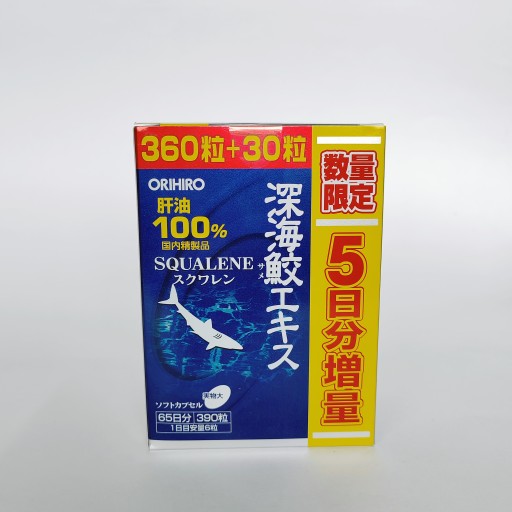 360粒+30粒
ORIHIRO
肝油
100%
国内精製品
SQUALENE
スクワレン
深海鮫エキス
サメ
実物大
ソフトカプセル
65日分 390粒
1日目安量6粒
数量
限定
5日分増量